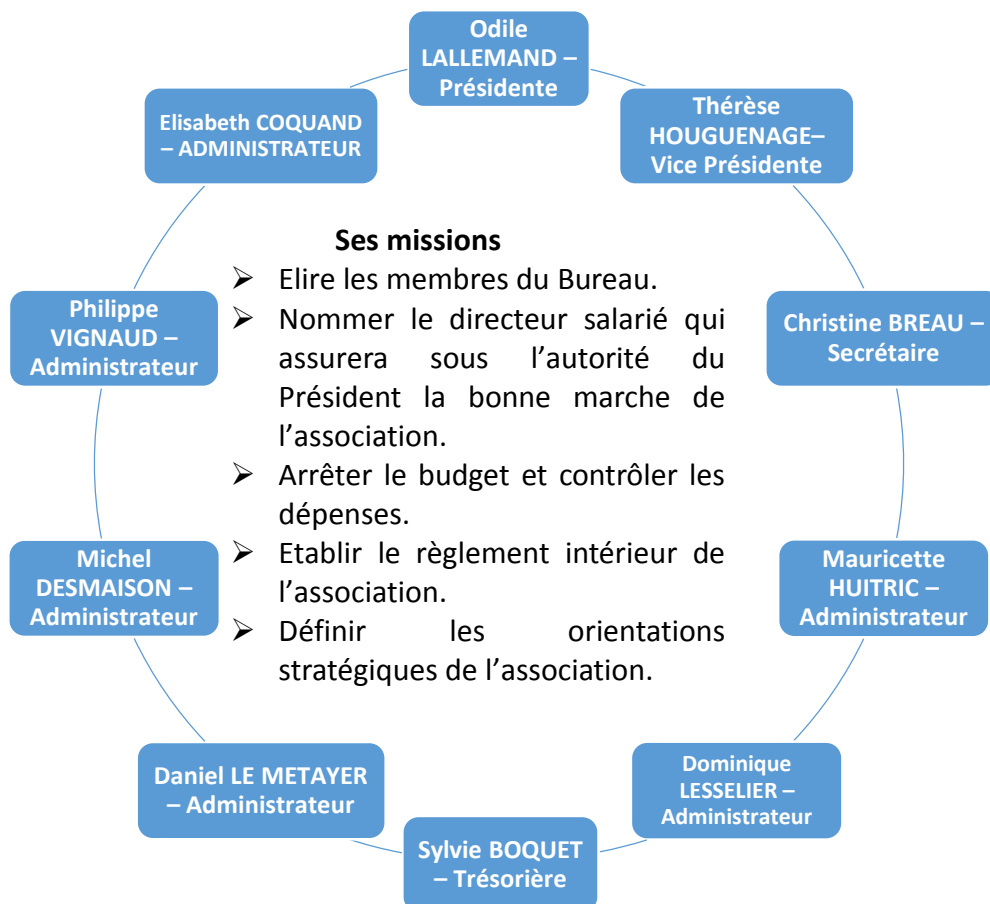 Odile
LALLEMAND –
Présidente
Thérèse
HOUGUENAGE–
Vice Présidente
Christine BREAU –
Secrétaire
Mauricette
HUITRIC –
Administrateur
Dominique
LESSELIER –
Administrateur
Sylvie BOQUET
– Trésorière
Daniel LE METAYER
– Administrateur
Michel
DESMAISON –
Administrateur
Philippe
VIGNAUD –
Administrateur
Elisabeth COQUAND
– ADMINISTRATEUR
Ses missions
➢ Elire les membres du Bureau.
➢ Nommer le directeur salarié qui
assurera sous l’autorité du
Président la bonne marche de
l’association.
➢ Arrêter le budget et contrôler les
dépenses.
➢ Etablir le règlement intérieur de
l’association.
➢ Définir les orientations
stratégiques de l’association.